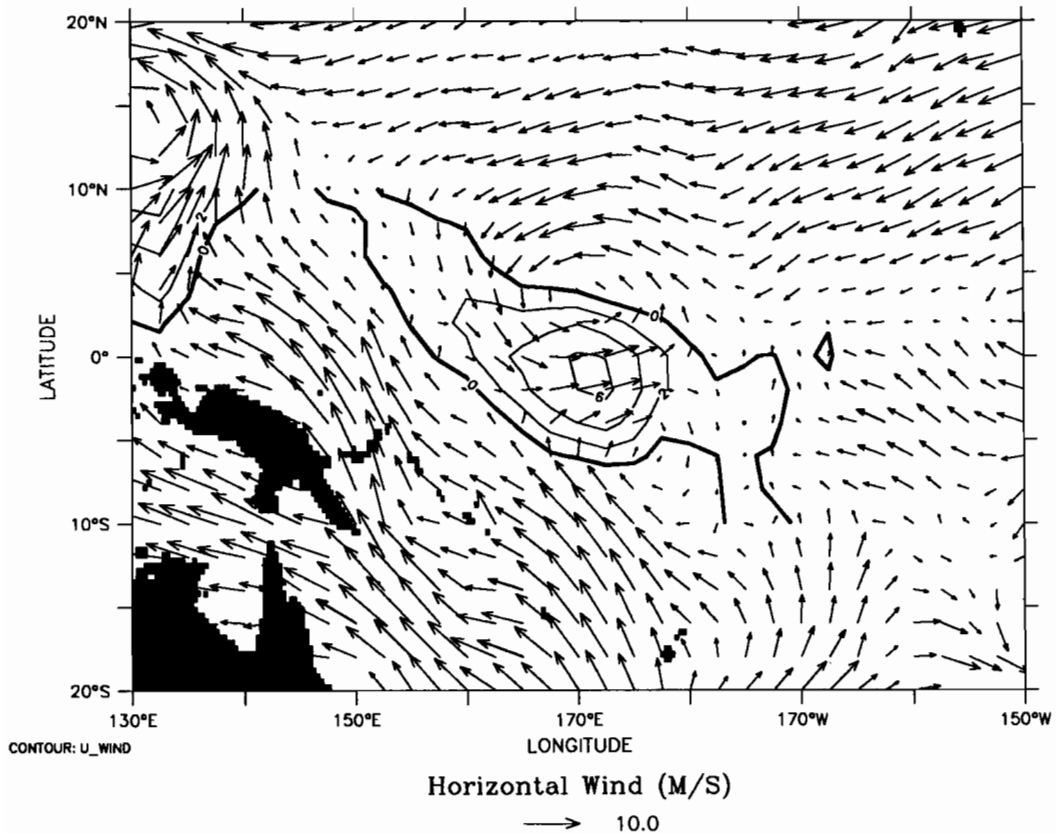 20°N
10°N
0°
10°S
20°S
LATITUDE
2
0
0
0
2
6
130°E
150°E
170°E
170°W
150°W
CONTOUR: U_WIND
LONGITUDE
Horizontal Wind (M/S)
10.0